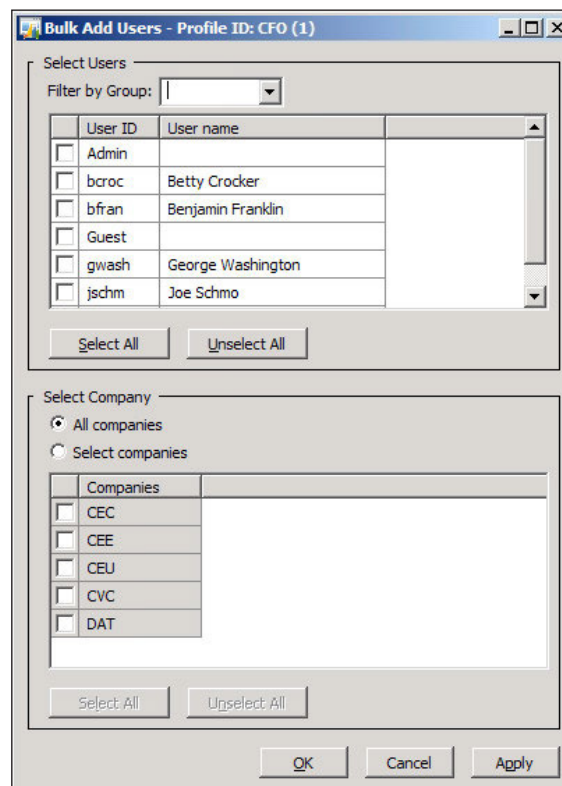 Bulk Add Users - Profile ID: CFO (1)
Select Users
Filter by Group:
User ID User name
Admin
bcroc Betty Crocker
bfran Benjamin Franklin
Guest
gwash George Washington
jschm Joe Schmo
Select All Unselect All
Select Company
All companies
Select companies
Companies
CEC
CEE
CEU
CVC
DAT
Select All Unselect All
OK Cancel Apply